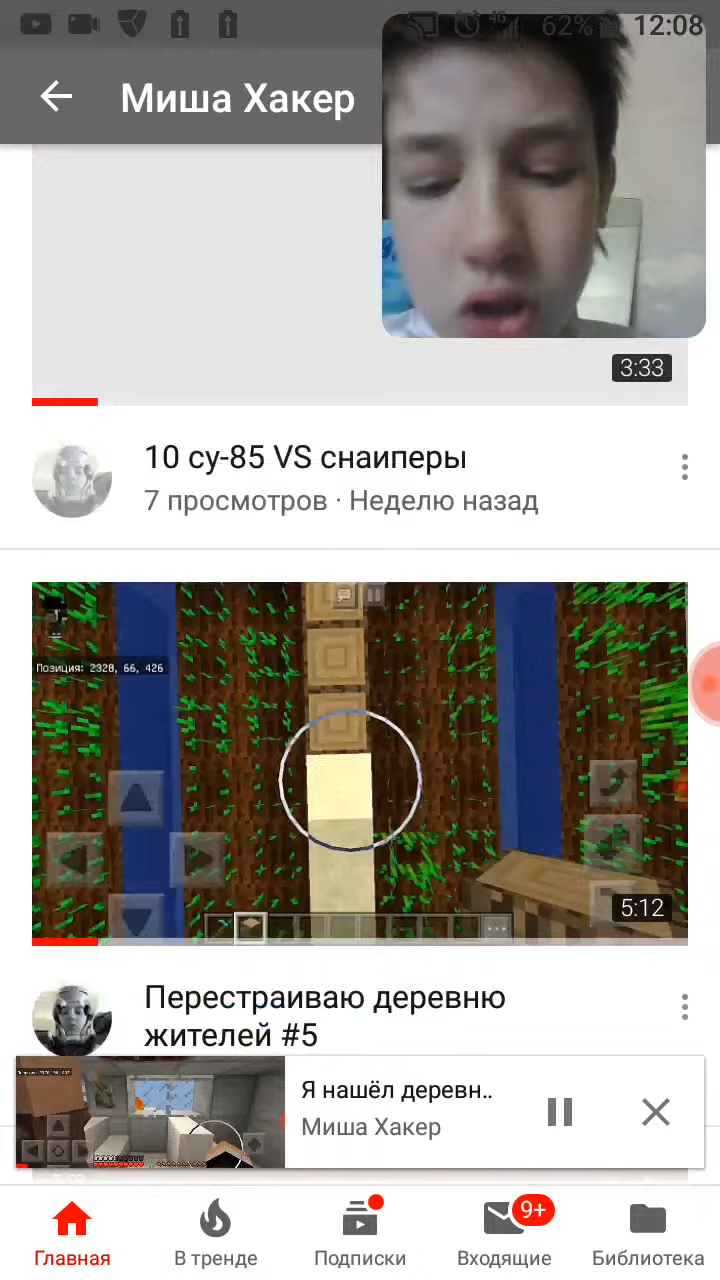 62% 12:08
Миша Хакер
3:33
10 су-85 VS снаиперы
7 просмотров · Неделю назад
Позиция: 2328, 66, 426
5:12
Перестраиваю деревню
жителей #5
Я нашёл деревн..
Миша Хакер
9+
Главная В тренде Подписки Входящие Библиотека